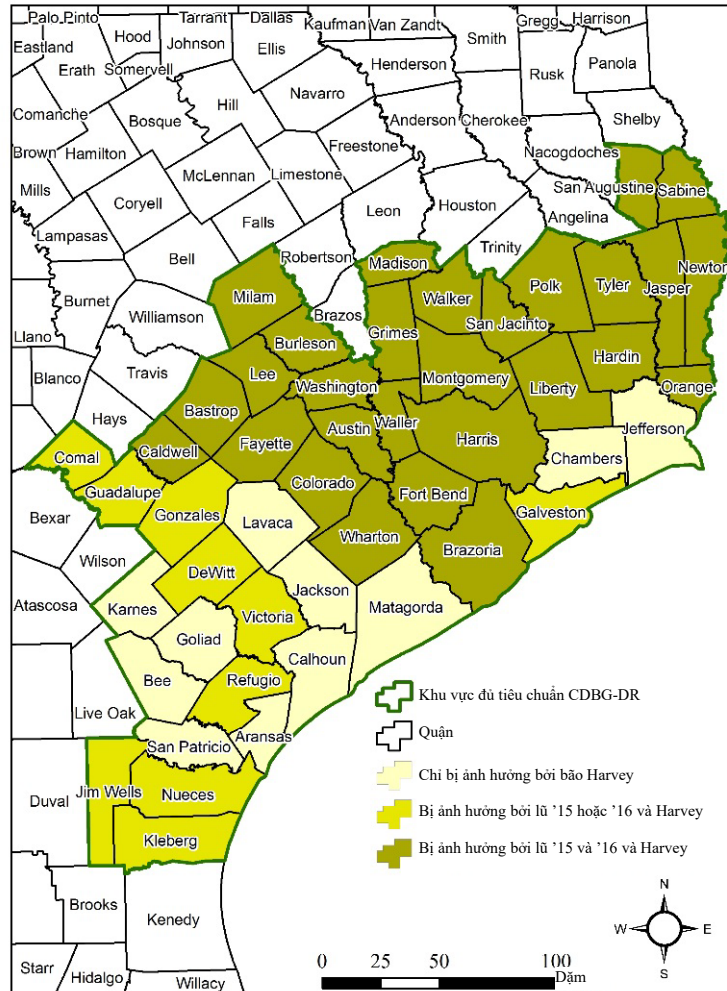 Palo Pinto
Tarrant
Dallas
Kaufman
Van Zandt
Gregg
Harrison
Hood
Johnson
Ellis
Smith
Eastland
Erath
Somervell
Henderson
Rusk
Panola
Navarro
Comanche
Bosque
Hill
Anderson
Cherokee
Shelby
Freestone
Brown
Hamilton
Nacogdoches
McLennan
Limestone
Mills
San Augustine
Sabine
Coryell
Leon
Houston
Angelina
Lampasas
Falls
Trinity
Bell
Robertson
Madison
Newton
Burnet
Milam
Walker
Polk
Tyler
Jasper
Williamson
Brazos
Llano
Grimes
San Jacinto
Burleson
Hardin
Travis
Lee
Blanco
Washington
Montgomery
Liberty
Orange
Bastrop
Hays
Austin
Waller
Jefferson
Caldwell
Fayette
Harris
Comal
Chambers
Colorado
Guadalupe
Fort Bend
Gonzales
Galveston
Bexar
Lavaca
Wharton
Brazoria
Wilson
DeWitt
Jackson
Atascosa
Karnes
Victoria
Matagorda
Goliad
Calhoun
Bee
Refugio
Live Oak
Aransas
San Patricio
Duval
Jim Wells
Nueces
Kleberg
Brooks
Kenedy
Starr
Hidalgo
Willacy
Khu vực đủ tiêu chuẩn CDBG-DR
Quận
Chỉ bị ảnh hưởng bởi bão Harvey
Bị ảnh hưởng bởi lũ ’15 hoặc ’16 và Harvey
Bị ảnh hưởng bởi lũ ’15 và ’16 và Harvey
N
W
E
S
0 25 50 100
Dặm